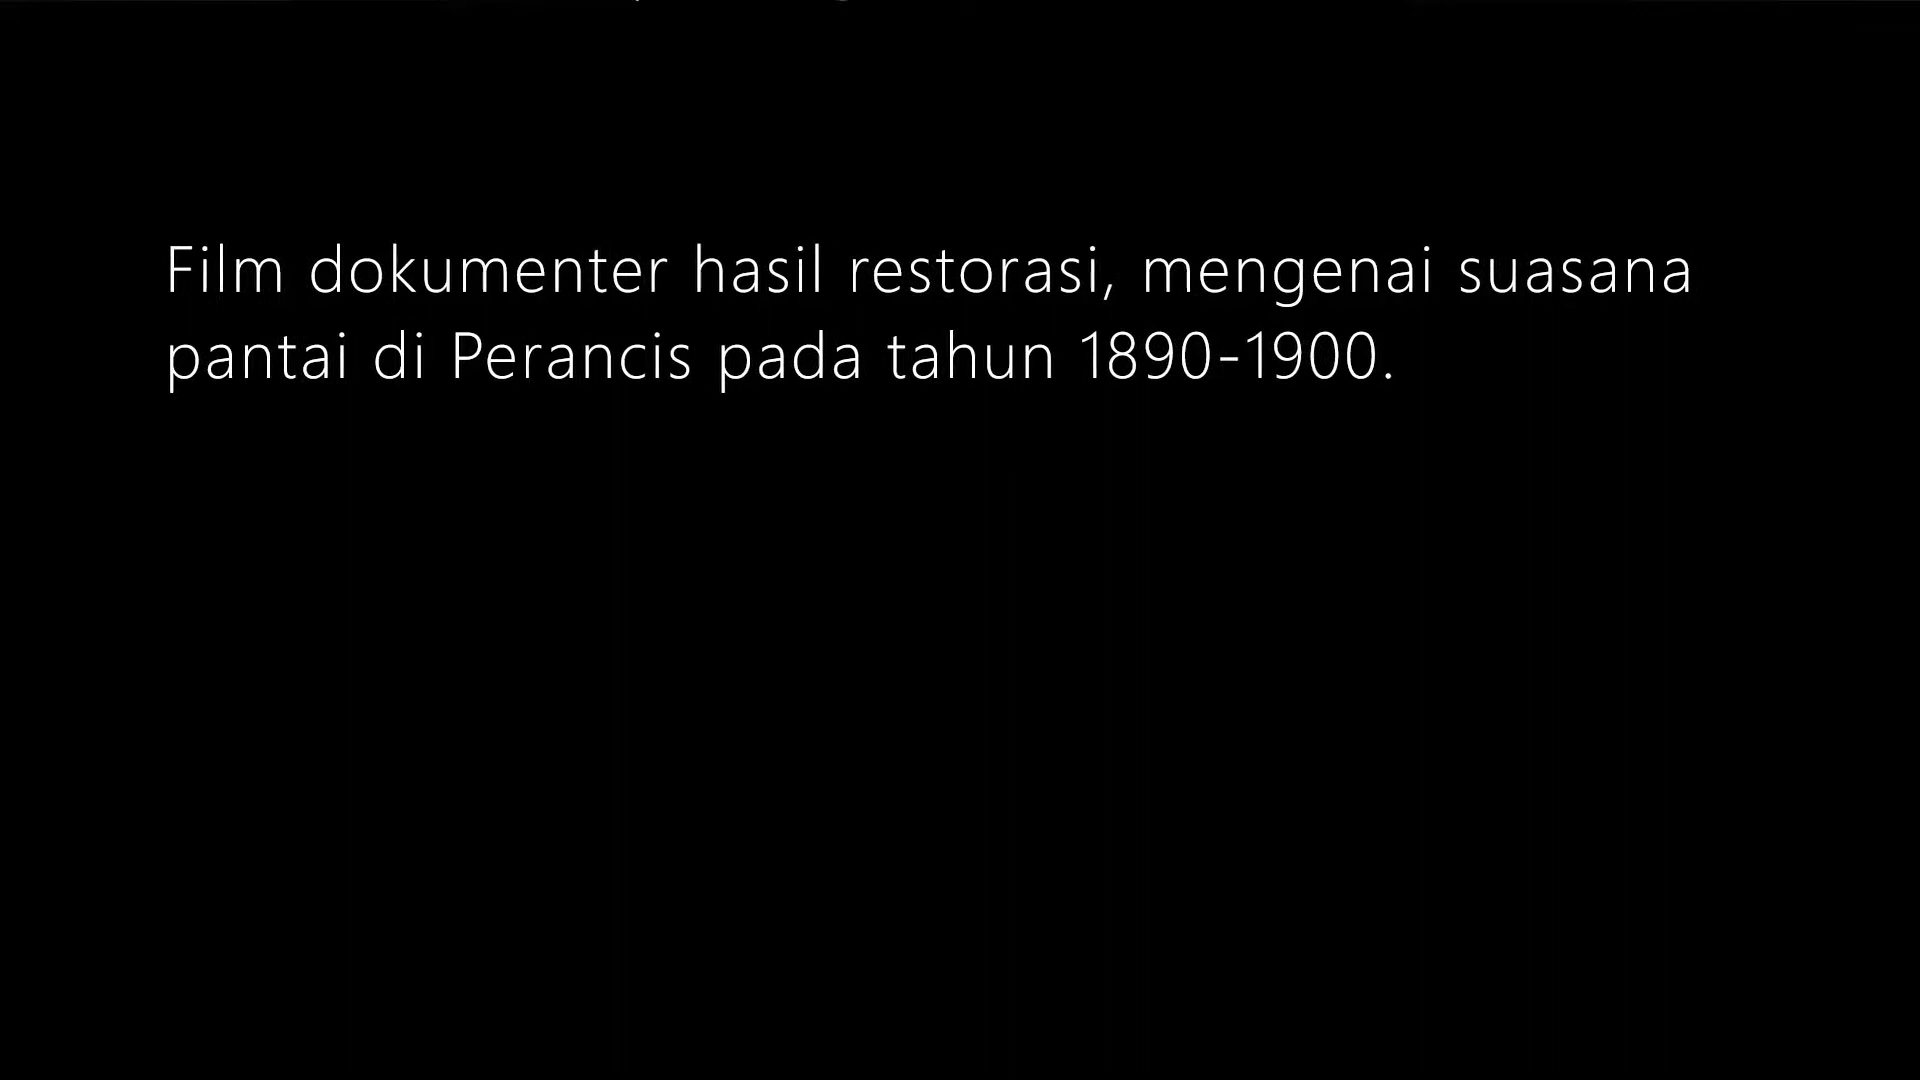 Film dokumenter hasil restorasi, mengenai suasana
pantai di Perancis pada tahun 1890-1900.